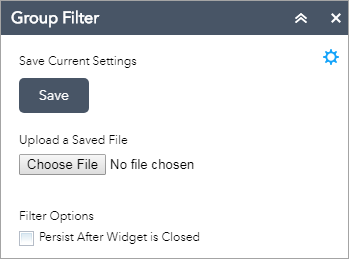 Group Filter
Save Current Settings
Save
Upload a Saved File
Choose File No file chosen
Filter Options
Persist After Widget is Closed